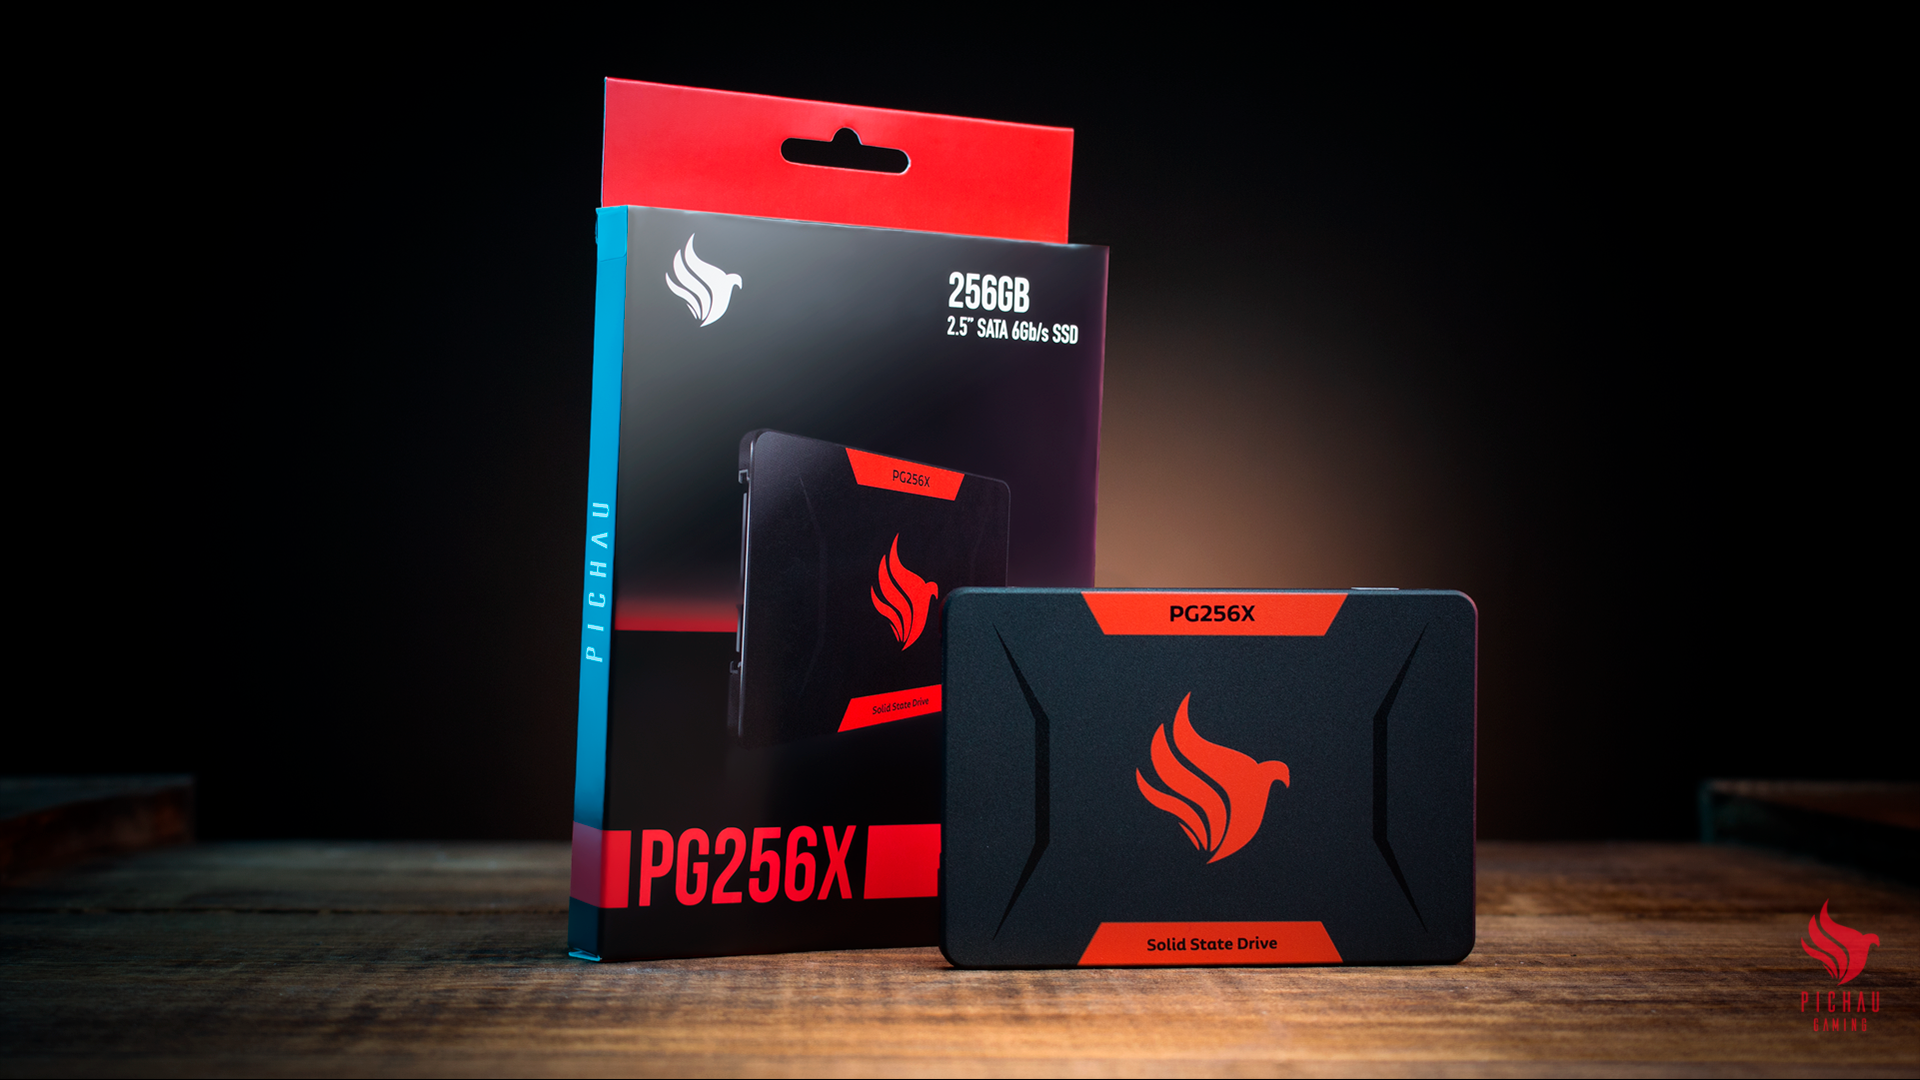 256GB
2.5” SATA 6Gb/s SSD
PICHAU
PG256X
Solid State Drive
PG256X
PG256X
Solid State Drive
PICHAU
GAMING